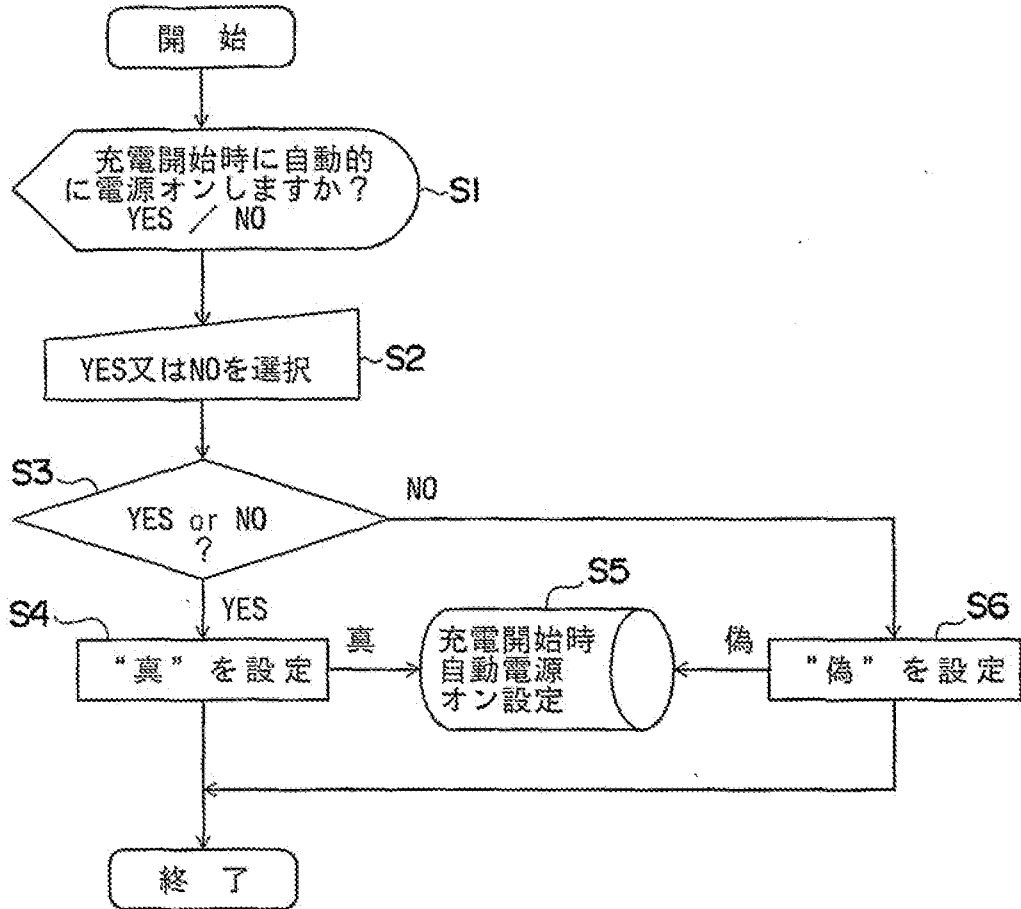 開 始
充電開始時に自動的
に電源オンしますか?
YES / NO
S1
YES又はNOを選択
S2
S3
YES or NO
?
NO
YES
S4
"真" を設定
真
S5
充電開始時
自動電源
オン設定
偽
S6
"偽" を設定
終 了